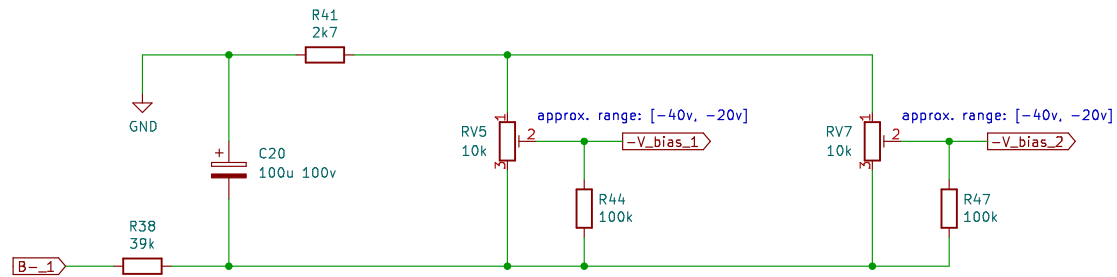 R41
2k7
GND
+
C20
100u 100v
R38
39k
B-_1
RV5
10k
1
2
3
approx. range: [-40v, -20v]
-V_bias_1
R44
100k
RV7
10k
1
2
3
approx. range: [-40v, -20v]
-V_bias_2
R47
100k